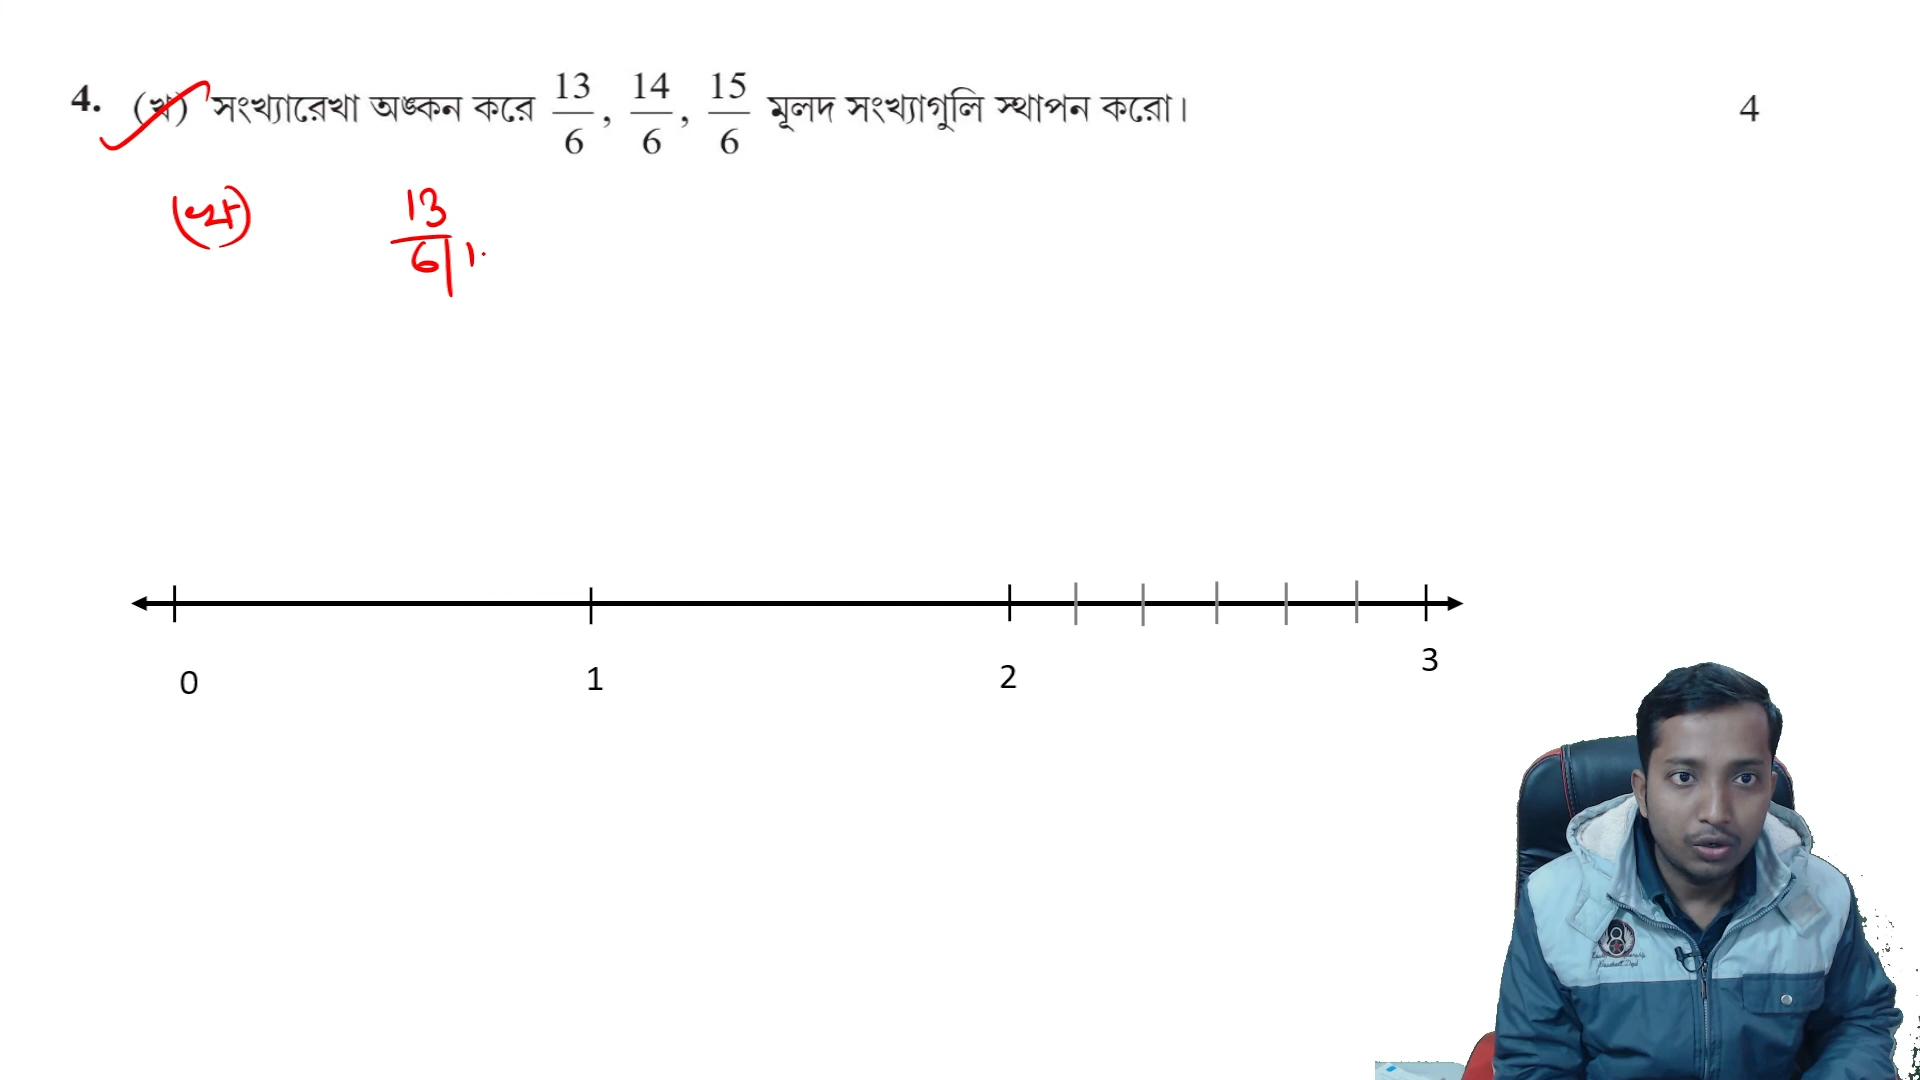 4. (খ) সংখ্যারেখা অঙ্কন করে 13/6, 14/6, 15/6 মূলদ সংখ্যাগুলি স্থাপন করো। 4
(খ) 13/6
0 1 2 3